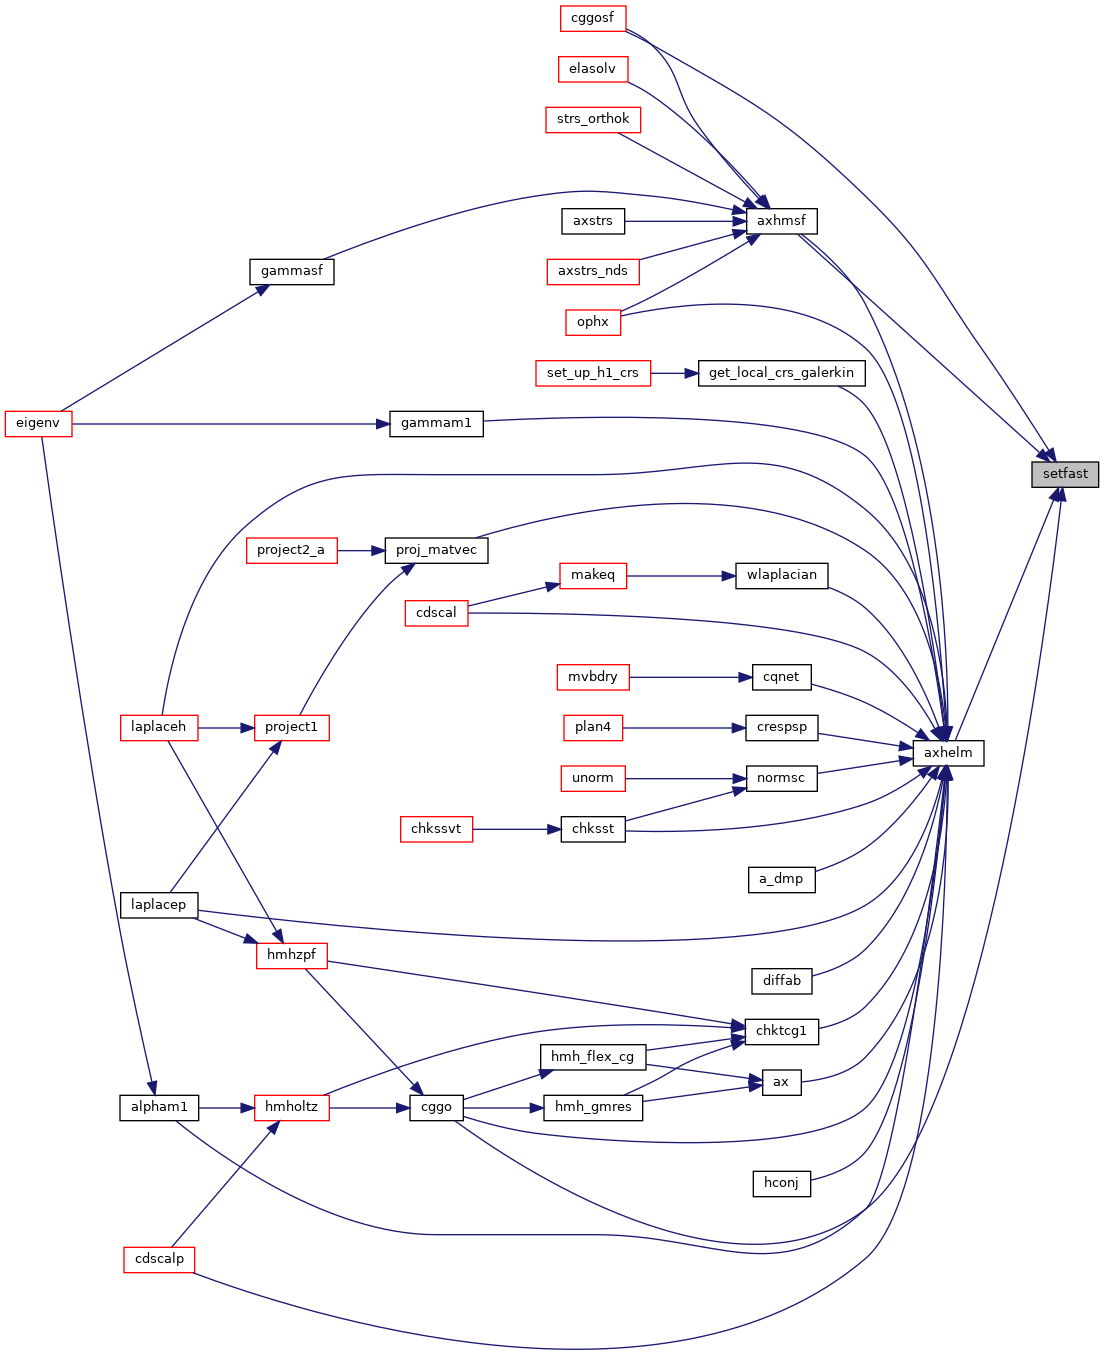 cggosf
elasolv
strs_orthok
axstrs
axhmsf
gammasf
axstrs_nds
ophx
set_up_h1_crs
get_local_crs_galerkin
eigenv
gammam1
setfast
project2_a
proj_matvec
makeq
wlaplacian
cdscal
mvbdry
cqnet
laplaceh
project1
plan4
crespsp
axhelm
unorm
normsc
chkssvt
chksst
a_dmp
laplacep
hmhzpf
diffab
chktcg1
hmh_flex_cg
ax
alpham1
hmholtz
cggo
hmh_gmres
hconj
cdscalp